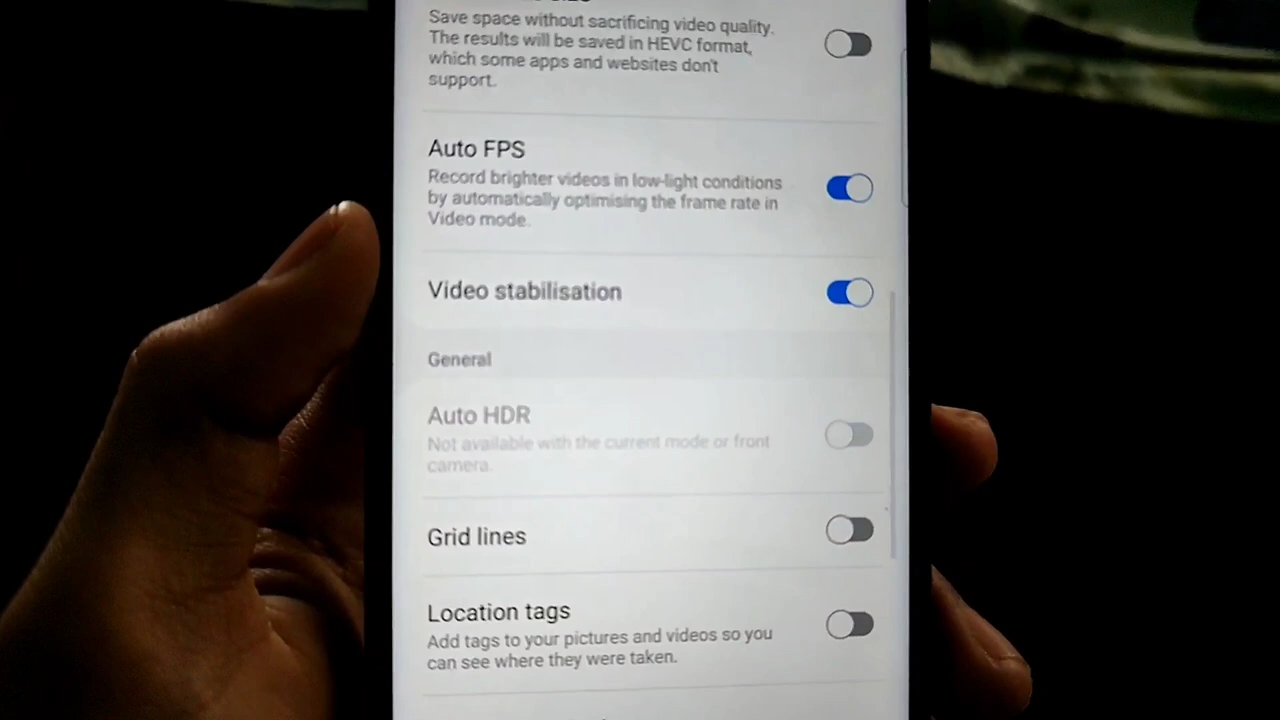 Save space without sacrificing video quality.
The results will be saved in HEVC format,
which some apps and websites don't
support.
Auto FPS
Record brighter videos in low-light conditions
by automatically optimising the frame rate in
Video mode.
Video stabilisation
General
Auto HDR
Not available with the current mode or front
camera.
Grid lines
Location tags
Add tags to your pictures and videos so you
can see where they were taken.